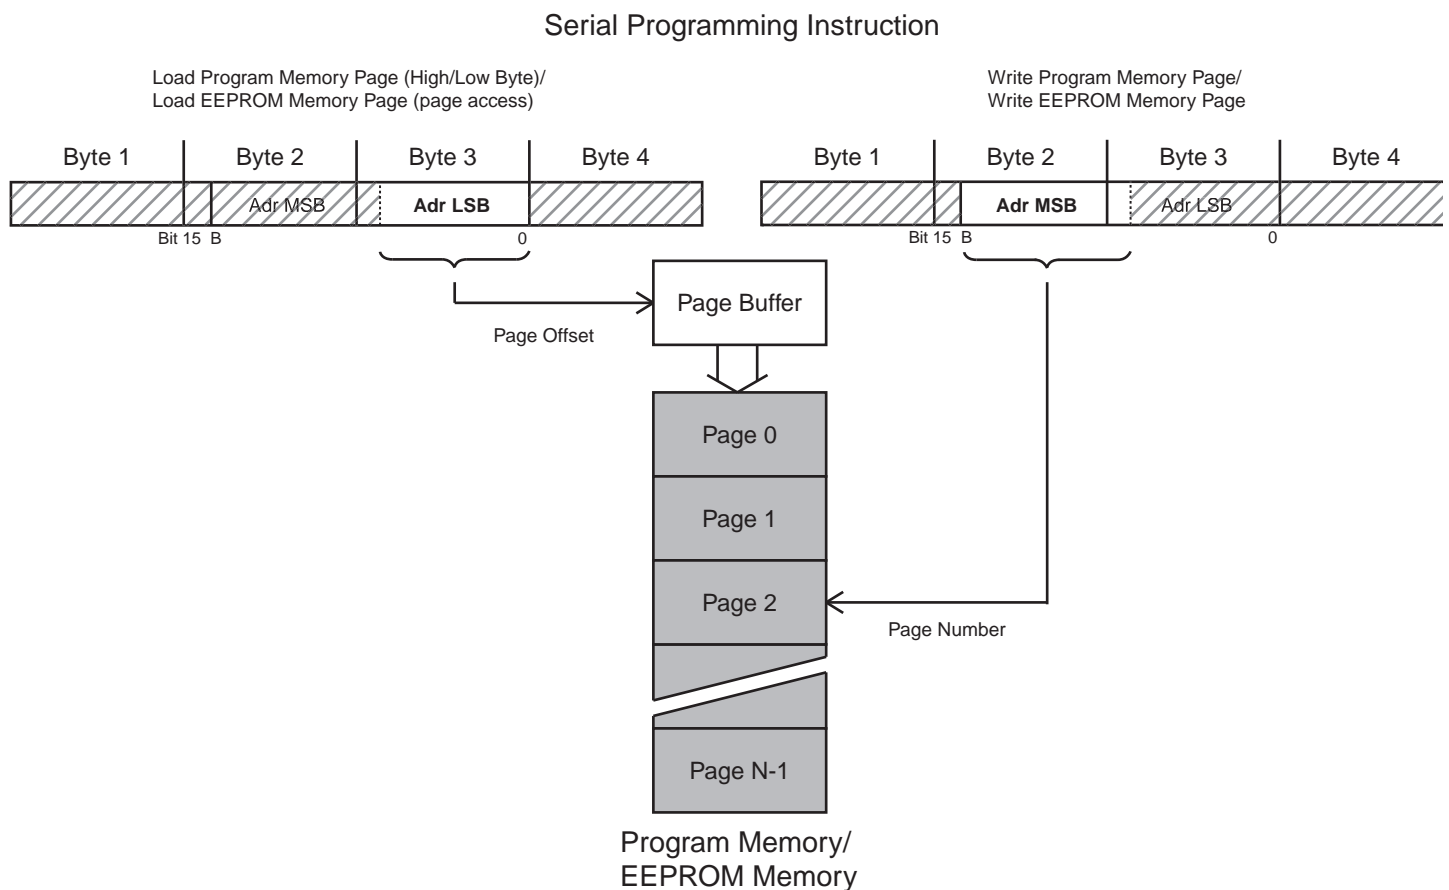 Serial Programming Instruction
Load Program Memory Page (High/Low Byte)/
Load EEPROM Memory Page (page access)
Write Program Memory Page/
Write EEPROM Memory Page
Byte 1 Byte 2 Byte 3 Byte 4
Adr MSB Adr LSB
Bit 15 B 0
Byte 1 Byte 2 Byte 3 Byte 4
Adr MSB Adr LSB
Bit 15 B 0
Page Buffer
Page Offset
Page 0
Page 1
Page 2
Page Number
Page N-1
Program Memory/
EEPROM Memory